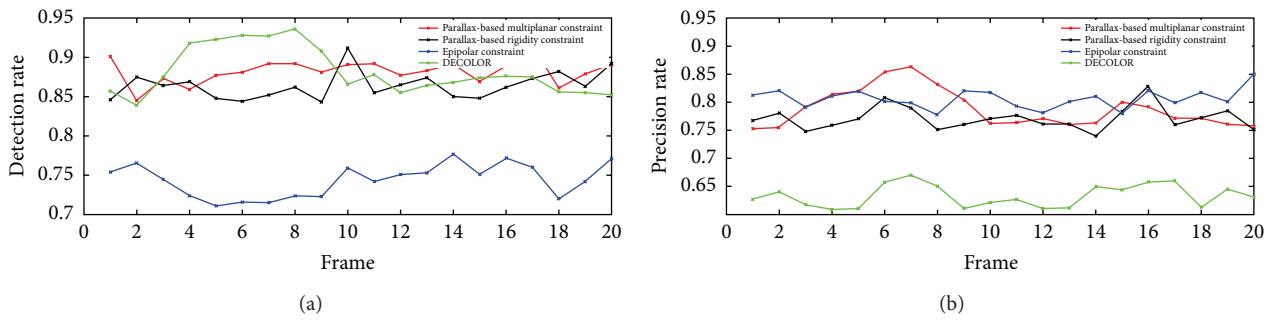 0.95
0.9
0.85
0.8
0.75
0.7
Detection rate
0 2 4 6 8 10 12 14 16 18 20
Frame
Parallax-based multiplanar constraint
Parallax-based rigidity constraint
Epipolar constraint
DECOLOR
(a)
0.95
0.85
0.8
0.75
0.7
0.65
Precision rate
0 2 4 6 8 10 12 14 16 18 20
Frame
Parallax-based multiplanar constraint
Parallax-based rigidity constraint
Epipolar constraint
DECOLOR
(b)